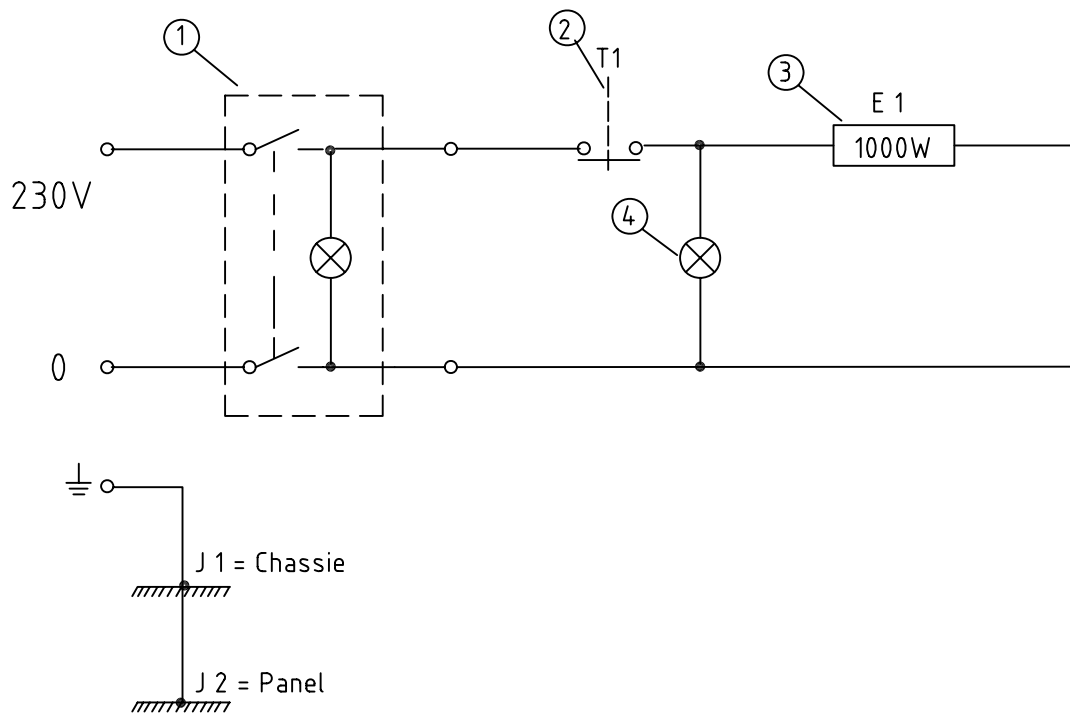 1
2
T1
3
E 1
1000W
230V
4
0
J 1 = Chassie
J 2 = Panel